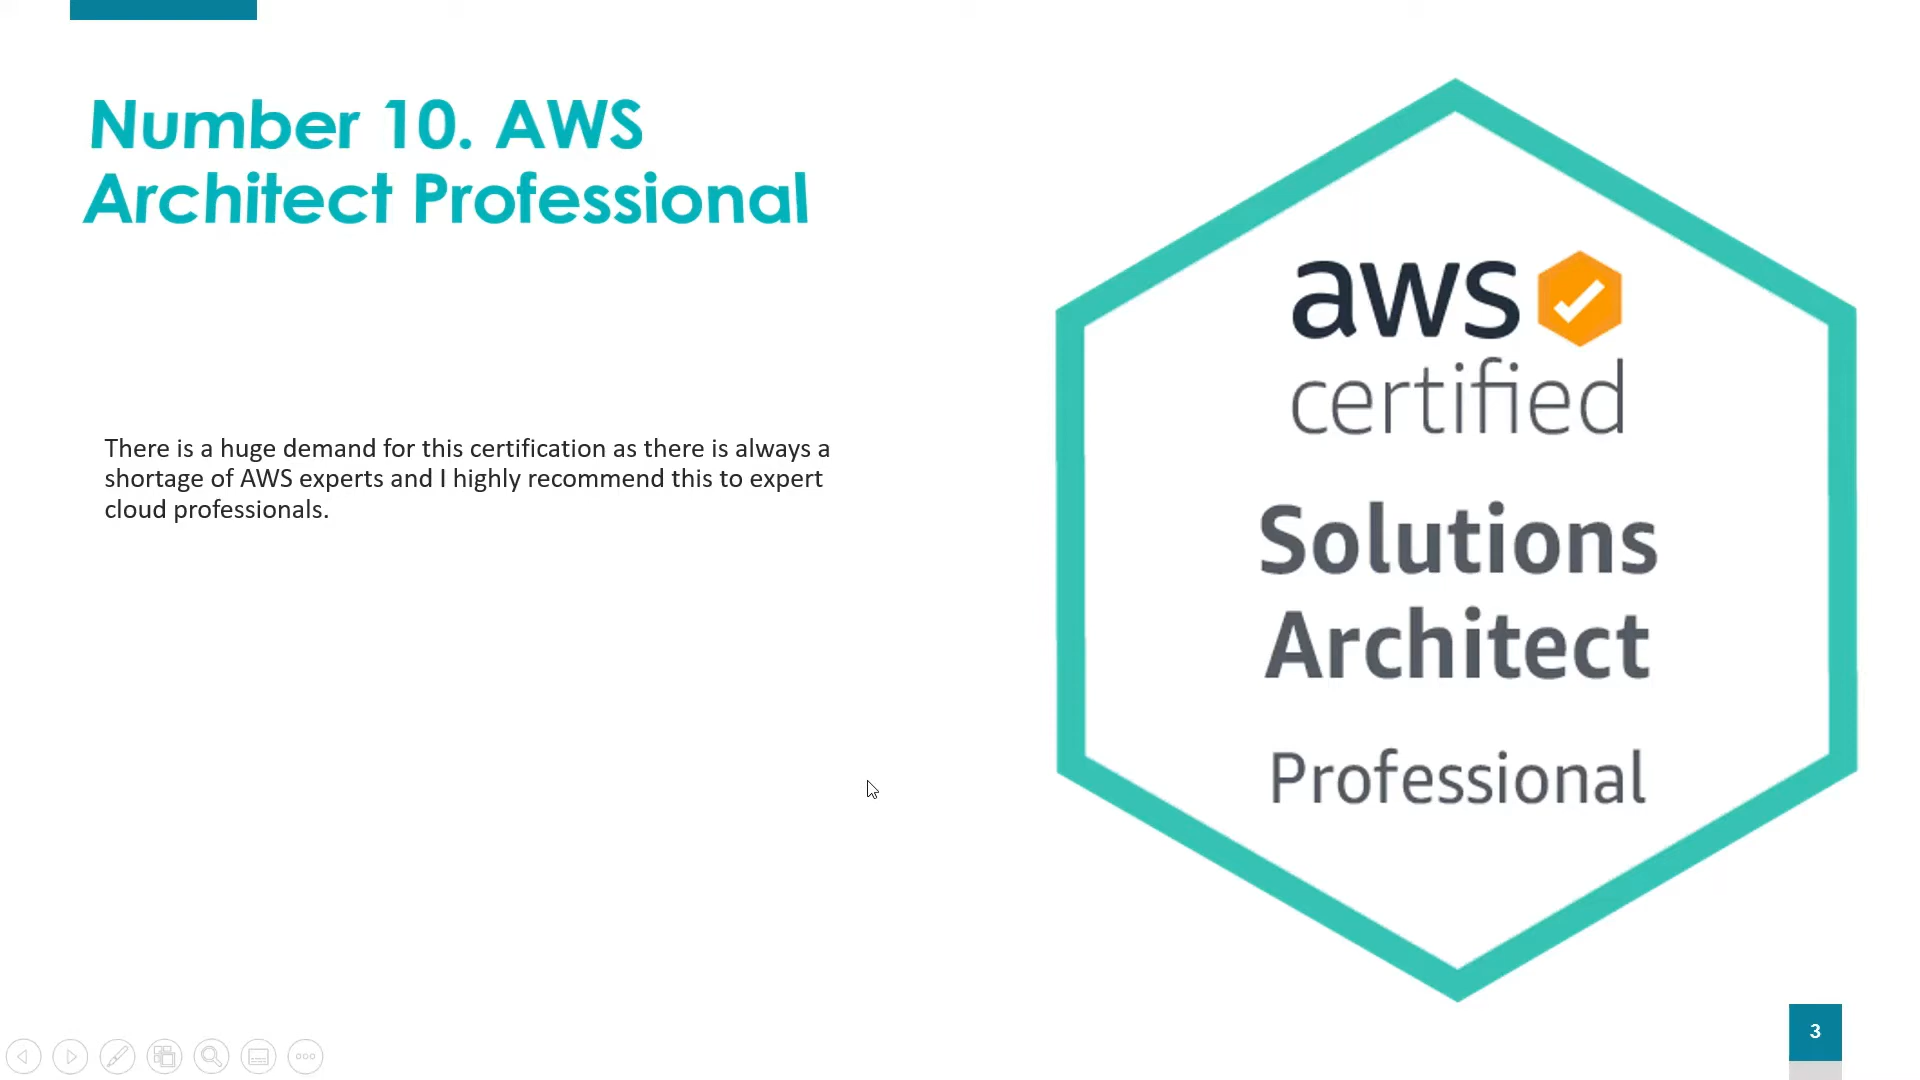 Number 10. AWS
Architect Professional
There is a huge demand for this certification as there is always a
shortage of AWS experts and I highly recommend this to expert
cloud professionals.
aws
certified
Solutions
Architect
Professional
3